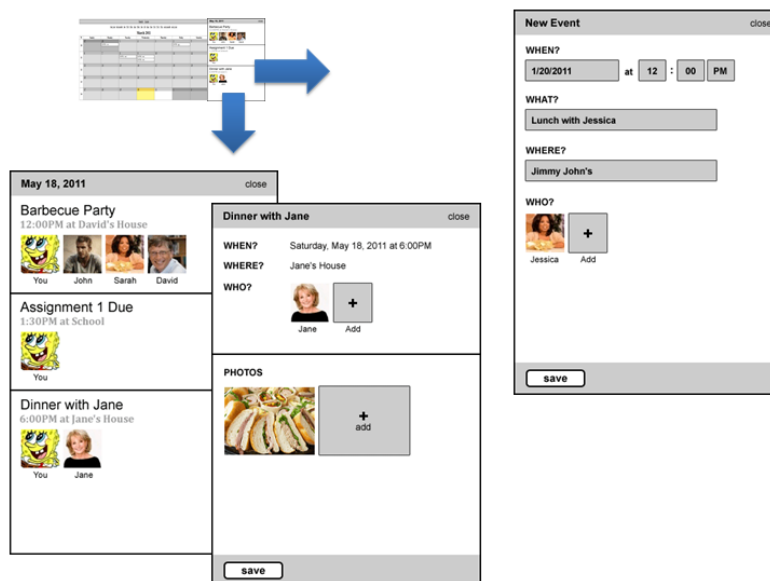 May 18, 2011 close
Barbecue Party
12:00PM at David's House
You John Sarah David
Assignment 1 Due
1:30PM at School
You
Dinner with Jane
6:00PM at Jane's House
You Jane
Dinner with Jane close
WHEN? Saturday, May 18, 2011 at 6:00PM
WHERE? Jane's House
WHO?
+
Jane Add
PHOTOS
+
add
save
New Event close
WHEN?
1/20/2011 at 12 : 00 PM
WHAT?
Lunch with Jessica
WHERE?
Jimmy John's
WHO?
+
Jessica Add
save